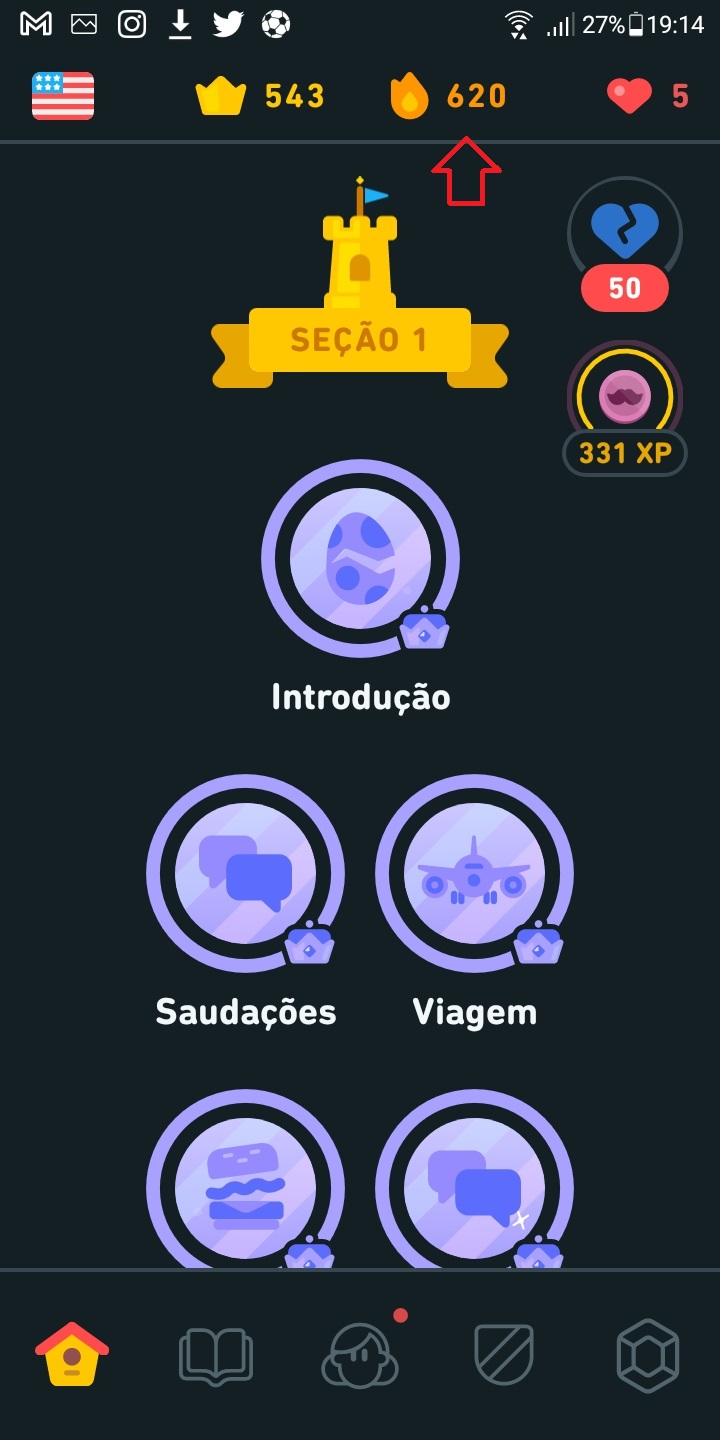 27% 19:14
543 620 5
50
SEÇÃO 1
331 XP
Introdução
Saudações Viagem